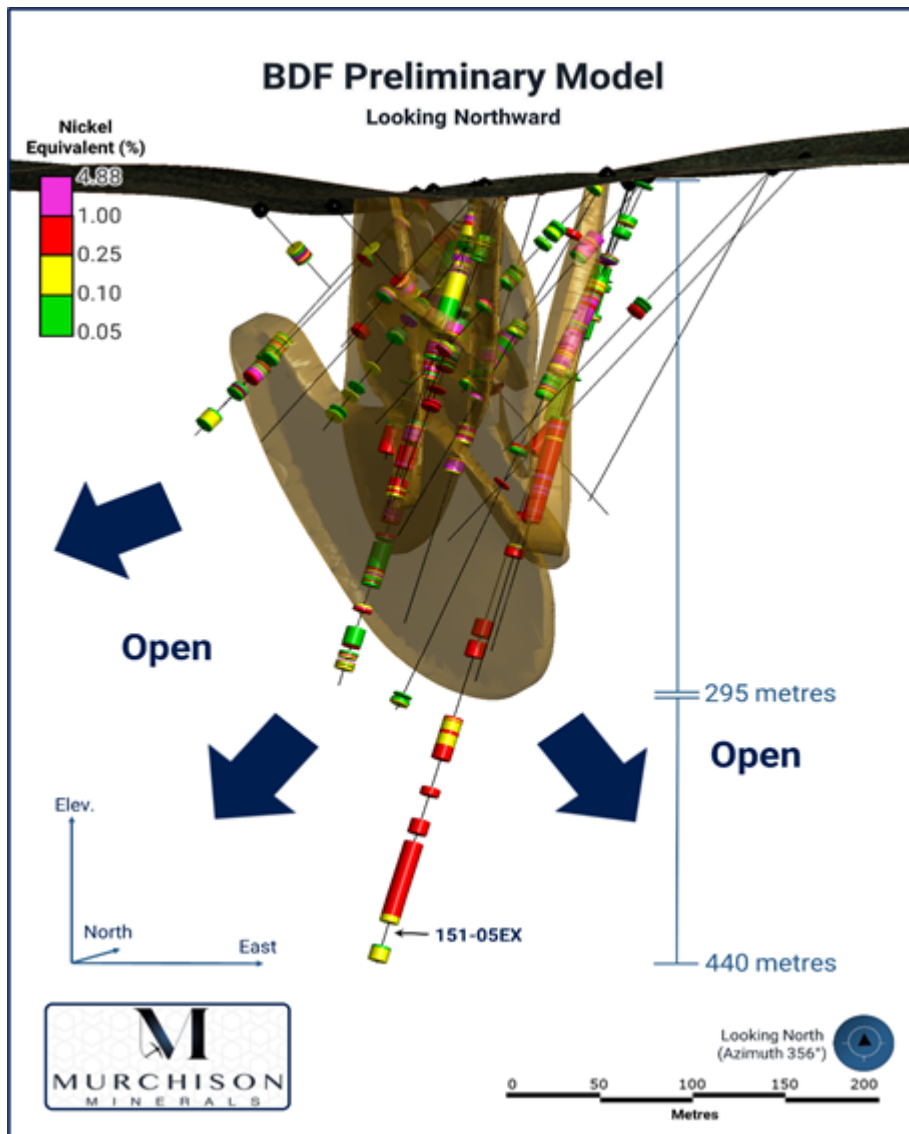 BDF Preliminary Model
Looking Northward
Nickel
Equivalent (%)
4.88
1.00
0.25
0.10
0.05
Open
295 metres
Open
Elev.
North
East
151-05EX
440 metres
MURCHISON
MINERALS
Looking North
(Azimuth 356°)
0 50 100 150 200
Metres